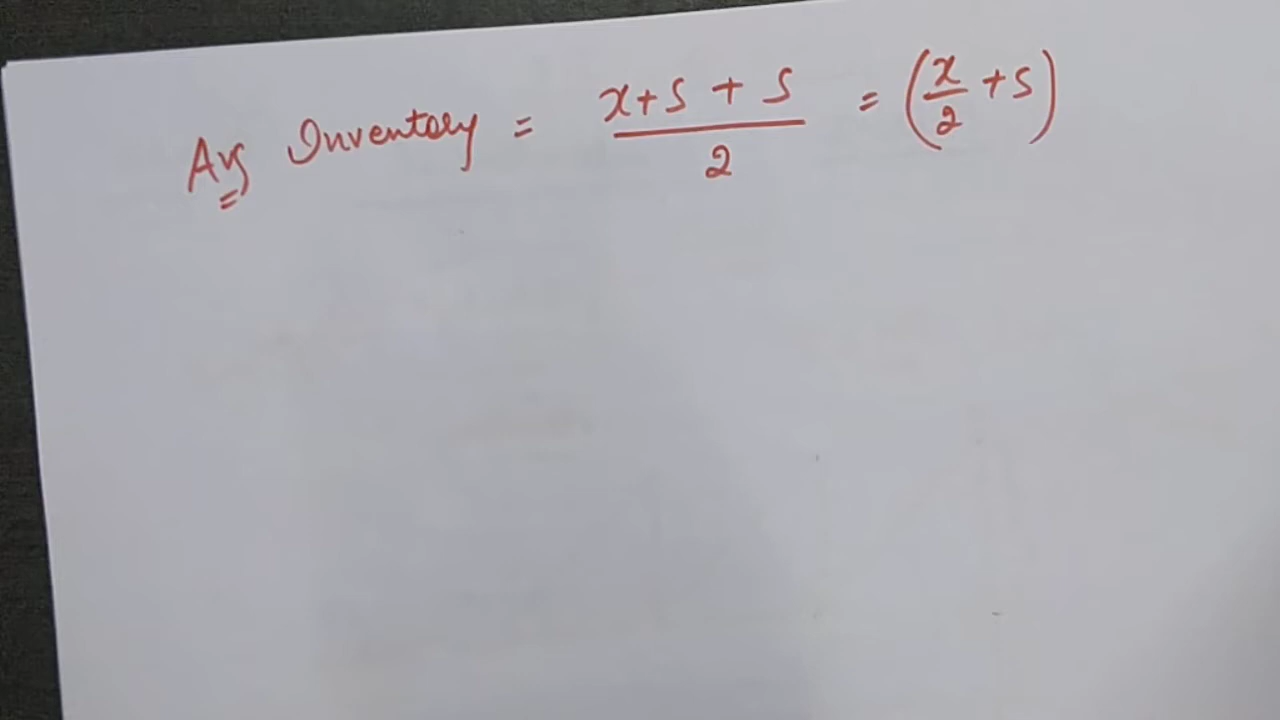 Avg Inventory = x+s + s / 2 = (x/2 + s)